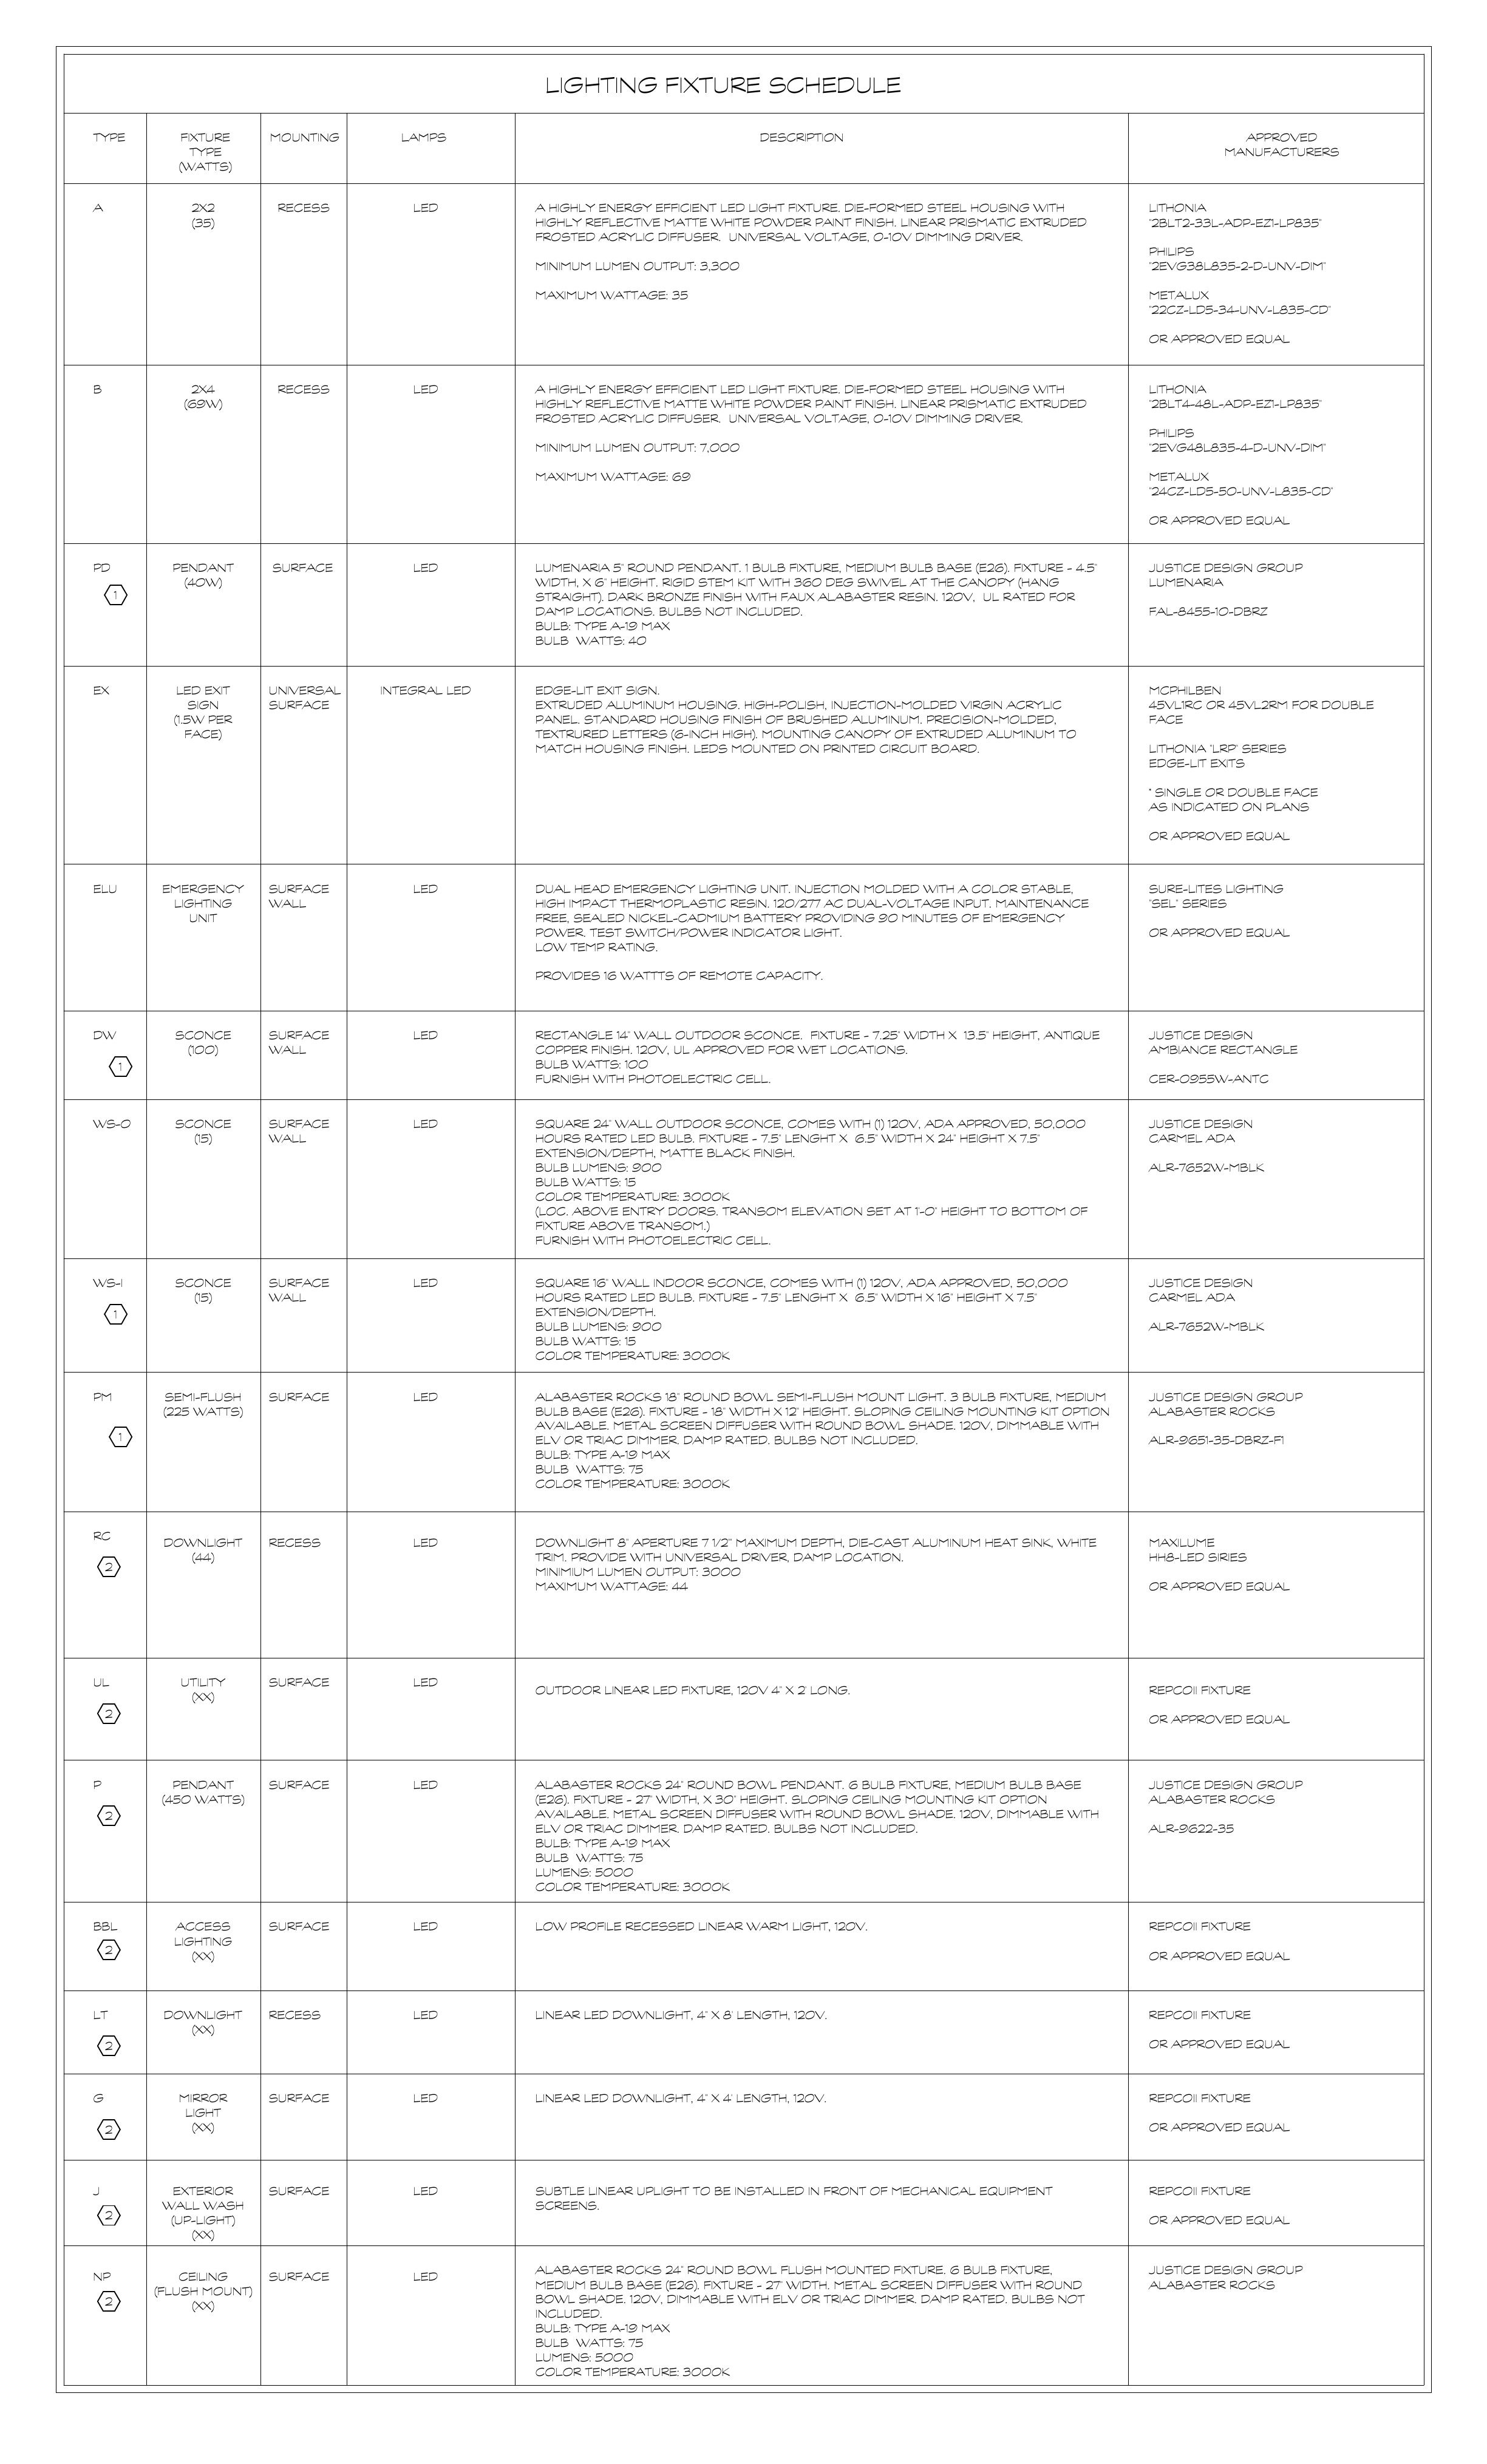 LIGHTING FIXTURE SCHEDULE
TYPE
FIXTURE
TYPE
(WATTS)
MOUNTING
LAMPS
DESCRIPTION
APPROVED
MANUFACTURERS
A
2X2
(35)
RECESS
LED
A HIGHLY ENERGY EFFICIENT LED LIGHT FIXTURE. DIE-FORMED STEEL HOUSING WITH
HIGHLY REFLECTIVE MATTE WHITE POWDER PAINT FINISH. LINEAR PRISMATIC EXTRUDED
FROSTED ACRYLIC DIFFUSER. UNIVERSAL VOLTAGE, 0-10V DIMMING DRIVER.
MINIMUM LUMEN OUTPUT: 3,300
MAXIMUM WATTAGE: 35
LITHONIA
"2BLT2-33L-ADP-EZ1-LP835"
PHILIPS
"2EVG38L835-2-D-UNV-DIM"
METALUX
"22CZ-LD5-34-UNV-L835-CD"
OR APPROVED EQUAL
B
2X4
(69W)
RECESS
LED
A HIGHLY ENERGY EFFICIENT LED LIGHT FIXTURE. DIE-FORMED STEEL HOUSING WITH
HIGHLY REFLECTIVE MATTE WHITE POWDER PAINT FINISH. LINEAR PRISMATIC EXTRUDED
FROSTED ACRYLIC DIFFUSER. UNIVERSAL VOLTAGE, 0-10V DIMMING DRIVER.
MINIMUM LUMEN OUTPUT: 7,000
MAXIMUM WATTAGE: 69
LITHONIA
"2BLT4-48L-ADP-EZ1-LP835"
PHILIPS
"2EVG48L835-4-D-UNV-DIM"
METALUX
"24CZ-LD5-50-UNV-L835-CD"
OR APPROVED EQUAL
PD
1
PENDANT
(40W)
SURFACE
LED
LUMENARIA 5" ROUND PENDANT. 1 BULB FIXTURE, MEDIUM BULB BASE (E26). FIXTURE - 4.5"
WIDTH, X 6" HEIGHT. RIGID STEM KIT WITH 360 DEG SWIVEL AT THE CANOPY (HANG
STRAIGHT). DARK BRONZE FINISH WITH FAUX ALABASTER RESIN. 120V, UL RATED FOR
DAMP LOCATIONS. BULBS NOT INCLUDED.
BULB: TYPE A-19 MAX
BULB WATTS: 40
JUSTICE DESIGN GROUP
LUMENARIA
FAL-8455-10-DBRZ
EX
LED EXIT
SIGN
(1.5W PER
FACE)
UNIVERSAL
SURFACE
INTEGRAL LED
EDGE-LIT EXIT SIGN.
EXTRUDED ALUMINUM HOUSING. HIGH-POLISH, INJECTION-MOLDED VIRGIN ACRYLIC
PANEL. STANDARD HOUSING FINISH OF BRUSHED ALUMINUM. PRECISION-MOLDED,
TEXTRURED LETTERS (6-INCH HIGH). MOUNTING CANOPY OF EXTRUDED ALUMINUM TO
MATCH HOUSING FINISH. LEDS MOUNTED ON PRINTED CIRCUIT BOARD.
MCPHILBEN
45VL1RC OR 45VL2RM FOR DOUBLE
FACE
LITHONIA "LRP" SERIES
EDGE-LIT EXITS
* SINGLE OR DOUBLE FACE
AS INDICATED ON PLANS
OR APPROVED EQUAL
ELU
EMERGENCY
LIGHTING
UNIT
SURFACE
WALL
LED
DUAL HEAD EMERGENCY LIGHTING UNIT. INJECTION MOLDED WITH A COLOR STABLE,
HIGH IMPACT THERMOPLASTIC RESIN. 120/277 AC DUAL-VOLTAGE INPUT. MAINTENANCE
FREE, SEALED NICKEL-CADMIUM BATTERY PROVIDING 90 MINUTES OF EMERGENCY
POWER. TEST SWITCH/POWER INDICATOR LIGHT.
LOW TEMP RATING.
PROVIDES 16 WATTTS OF REMOTE CAPACITY.
SURE-LITES LIGHTING
"SEL" SERIES
OR APPROVED EQUAL
DW
1
SCONCE
(100)
SURFACE
WALL
LED
RECTANGLE 14" WALL OUTDOOR SCONCE. FIXTURE - 7.25" WIDTH X 13.5" HEIGHT, ANTIQUE
COPPER FINISH. 120V, UL APPROVED FOR WET LOCATIONS.
BULB WATTS: 100
FURNISH WITH PHOTOELECTRIC CELL.
JUSTICE DESIGN
AMBIANCE RECTANGLE
CER-0955W-ANTC
WS-O
SCONCE
(15)
SURFACE
WALL
LED
SQUARE 24" WALL OUTDOOR SCONCE, COMES WITH (1) 120V, ADA APPROVED, 50,000
HOURS RATED LED BULB. FIXTURE - 7.5" LENGHT X 6.5" WIDTH X 24" HEIGHT X 7.5"
EXTENSION/DEPTH, MATTE BLACK FINISH.
BULB LUMENS: 900
BULB WATTS: 15
COLOR TEMPERATURE: 3000K
(LOC. ABOVE ENTRY DOORS. TRANSOM ELEVATION SET AT 1'-0" HEIGHT TO BOTTOM OF
FIXTURE ABOVE TRANSOM.)
FURNISH WITH PHOTOELECTRIC CELL.
JUSTICE DESIGN
CARMEL ADA
ALR-7652W-MBLK
WS-I
1
SCONCE
(15)
SURFACE
WALL
LED
SQUARE 16" WALL INDOOR SCONCE, COMES WITH (1) 120V, ADA APPROVED, 50,000
HOURS RATED LED BULB. FIXTURE - 7.5" LENGHT X 6.5" WIDTH X 16" HEIGHT X 7.5"
EXTENSION/DEPTH.
BULB LUMENS: 900
BULB WATTS: 15
COLOR TEMPERATURE: 3000K
JUSTICE DESIGN
CARMEL ADA
ALR-7652W-MBLK
PM
1
SEMI-FLUSH
(225 WATTS)
SURFACE
LED
ALABASTER ROCKS 18" ROUND BOWL SEMI-FLUSH MOUNT LIGHT. 3 BULB FIXTURE, MEDIUM
BULB BASE (E26). FIXTURE - 18" WIDTH X 12" HEIGHT. SLOPING CEILING MOUNTING KIT OPTION
AVAILABLE. METAL SCREEN DIFFUSER WITH ROUND BOWL SHADE. 120V, DIMMABLE WITH
ELV OR TRIAC DIMMER. DAMP RATED. BULBS NOT INCLUDED.
BULB: TYPE A-19 MAX
BULB WATTS: 75
COLOR TEMPERATURE: 3000K
JUSTICE DESIGN GROUP
ALABASTER ROCKS
ALR-9651-35-DBRZ-F1
RC
2
DOWNLIGHT
(44)
RECESS
LED
DOWNLIGHT 8" APERTURE 7 1/2" MAXIMUM DEPTH, DIE-CAST ALUMINUM HEAT SINK, WHITE
TRIM. PROVIDE WITH UNIVERSAL DRIVER, DAMP LOCATION.
MINIMIUM LUMEN OUTPUT: 3000
MAXIMUM WATTAGE: 44
MAXILUME
HH8-LED SIRIES
OR APPROVED EQUAL
UL
2
UTILITY
(XX)
SURFACE
LED
OUTDOOR LINEAR LED FIXTURE, 120V 4" X 2' LONG.
REPCOII FIXTURE
OR APPROVED EQUAL
P
2
PENDANT
(450 WATTS)
SURFACE
LED
ALABASTER ROCKS 24" ROUND BOWL PENDANT. 6 BULB FIXTURE, MEDIUM BULB BASE
(E26). FIXTURE - 27" WIDTH, X 30" HEIGHT. SLOPING CEILING MOUNTING KIT OPTION
AVAILABLE. METAL SCREEN DIFFUSER WITH ROUND BOWL SHADE. 120V, DIMMABLE WITH
ELV OR TRIAC DIMMER. DAMP RATED. BULBS NOT INCLUDED.
BULB: TYPE A-19 MAX
BULB WATTS: 75
LUMENS: 5000
COLOR TEMPERATURE: 3000K
JUSTICE DESIGN GROUP
ALABASTER ROCKS
ALR-9622-35
BBL
2
ACCESS
LIGHTING
(XX)
SURFACE
LED
LOW PROFILE RECESSED LINEAR WARM LIGHT, 120V.
REPCOII FIXTURE
OR APPROVED EQUAL
LT
2
DOWNLIGHT
(XX)
RECESS
LED
LINEAR LED DOWNLIGHT, 4" X 8' LENGTH, 120V.
REPCOII FIXTURE
OR APPROVED EQUAL
G
2
MIRROR
LIGHT
(XX)
SURFACE
LED
LINEAR LED DOWNLIGHT, 4" X 4' LENGTH, 120V.
REPCOII FIXTURE
OR APPROVED EQUAL
J
2
EXTERIOR
WALL WASH
(UP-LIGHT)
(XX)
SURFACE
LED
SUBTLE LINEAR UPLIGHT TO BE INSTALLED IN FRONT OF MECHANICAL EQUIPMENT
SCREENS.
REPCOII FIXTURE
OR APPROVED EQUAL
NP
2
CEILING
(FLUSH MOUNT)
(XX)
SURFACE
LED
ALABASTER ROCKS 24" ROUND BOWL FLUSH MOUNTED FIXTURE. 6 BULB FIXTURE,
MEDIUM BULB BASE (E26). FIXTURE - 27" WIDTH. METAL SCREEN DIFFUSER WITH ROUND
BOWL SHADE. 120V, DIMMABLE WITH ELV OR TRIAC DIMMER. DAMP RATED. BULBS NOT
INCLUDED.
BULB: TYPE A-19 MAX
BULB WATTS: 75
LUMENS: 5000
COLOR TEMPERATURE: 3000K
JUSTICE DESIGN GROUP
ALABASTER ROCKS